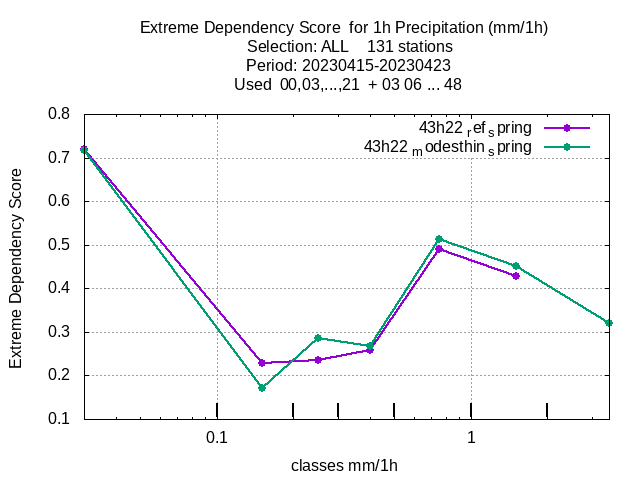 Extreme Dependency Score  for 1h Precipitation (mm/1h)
Selection: ALL    131 stations
Period: 20230415-20230423
Used  00,03,...,21  + 03 06 ... 48
43h22 ref spring
43h22 modesthin spring
Extreme Dependency Score
0.8
0.7
0.6
0.5
0.4
0.3
0.2
0.1
0.1 1
classes mm/1h